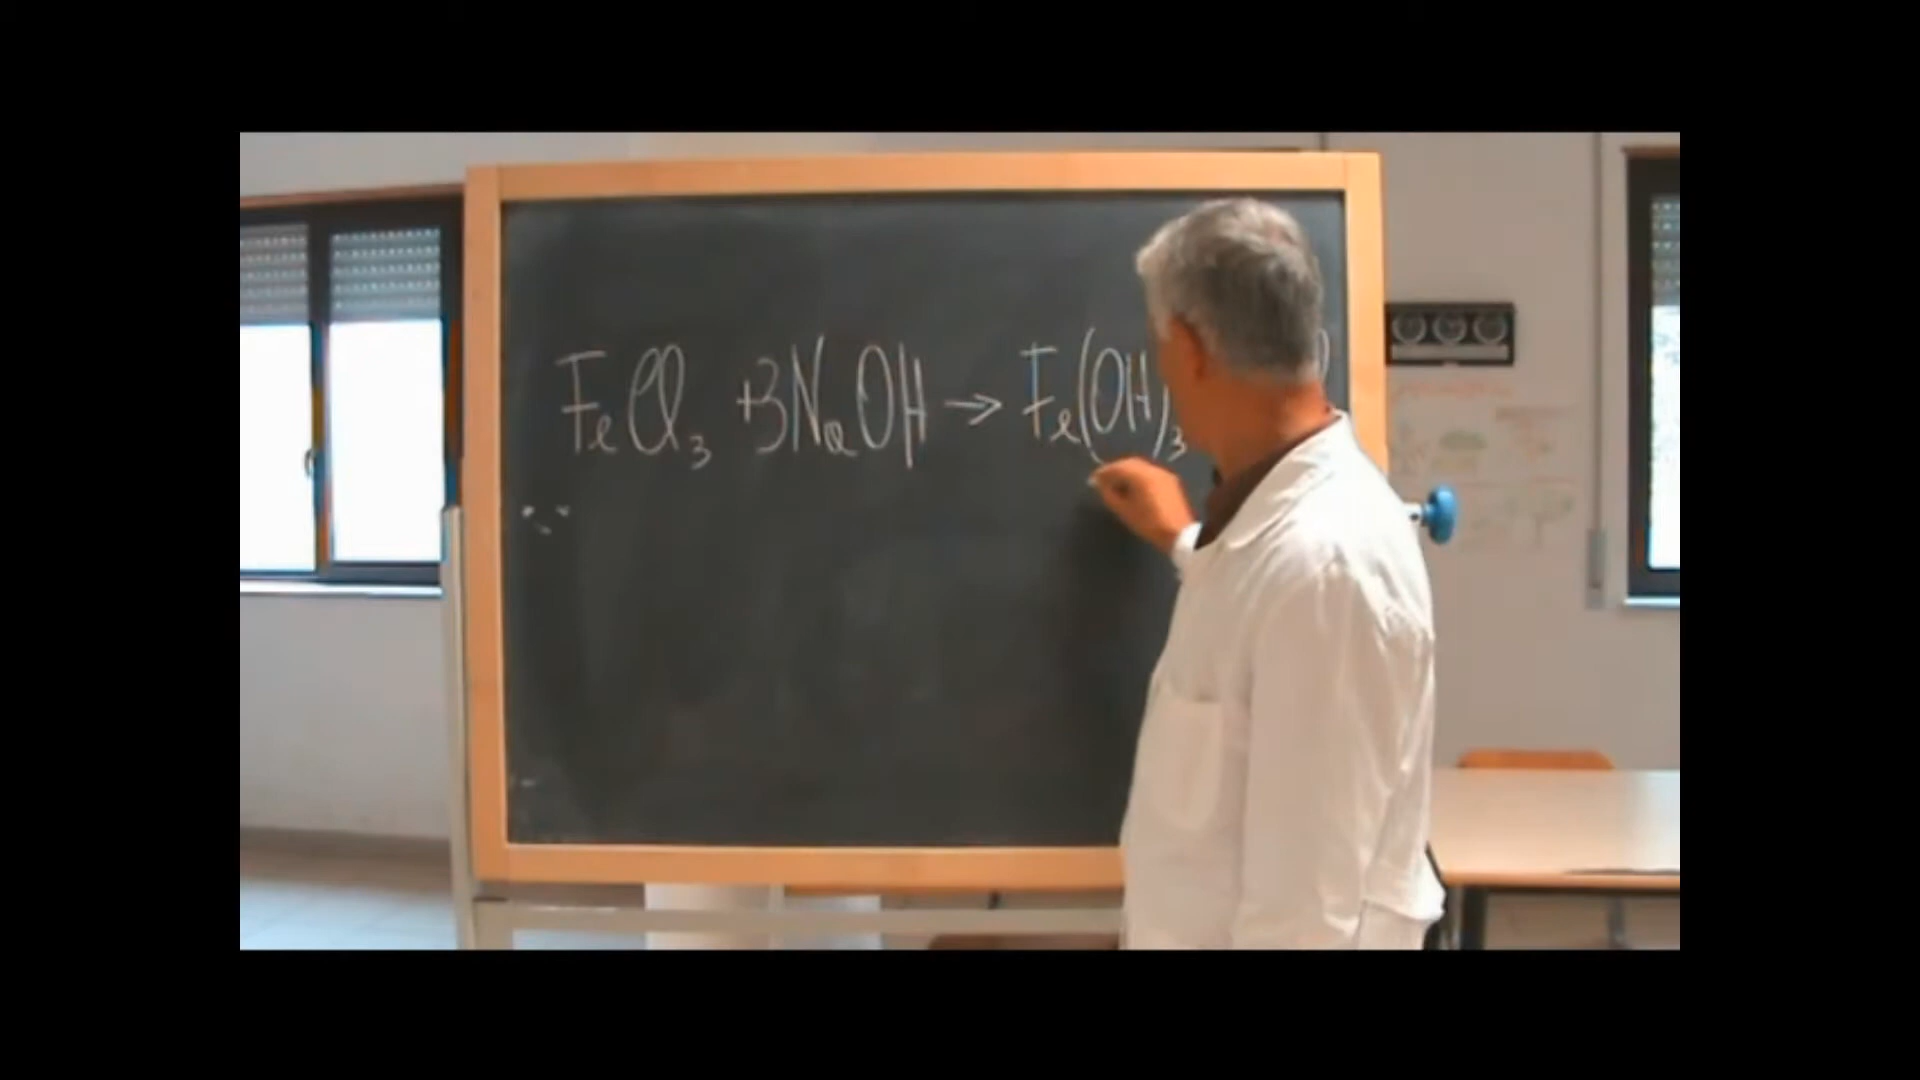 FeCl₃ + 3NaOH → Fe(OH)₃